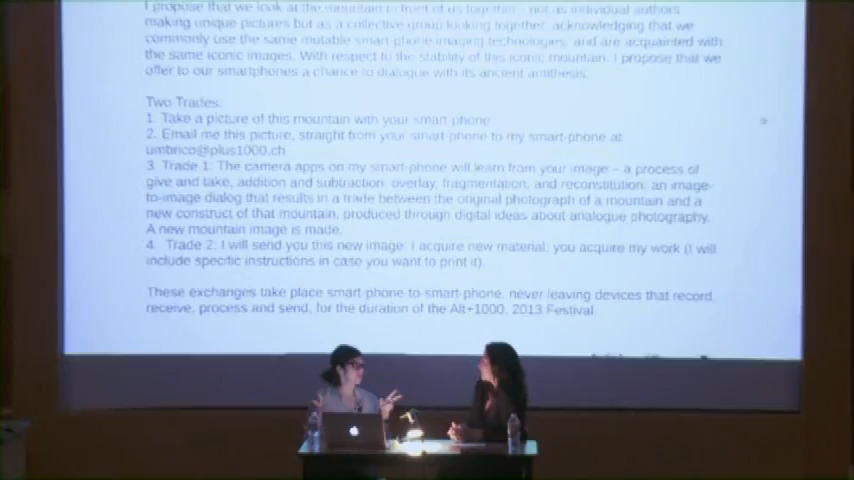 I propose that we look at the mountain in front of us together - not as individual authors
making unique pictures but as a collective group looking together, acknowledging that we
commonly use the same mutable smart-phone imaging technologies, and are acquainted with
the same iconic images. With respect to the stability of this iconic mountain, I propose that we
offer to our smartphones a chance to dialogue with its ancient antithesis.
Two Trades:
1. Take a picture of this mountain with your smart-phone
2. Email me this picture, straight from your smart-phone to my smart-phone at
umbrico@plus1000.ch
3. Trade 1: The camera apps on my smart-phone will learn from your image – a process of
give and take, addition and subtraction, overlay, fragmentation, and reconstitution: an image-
to-image dialog that results in a trade between the original photograph of a mountain and a
new construct of that mountain, produced through digital ideas about analogue photography.
A new mountain image is made.
4. Trade 2: I will send you this new image. I acquire new material; you acquire my work (I will
include specific instructions in case you want to print it).
These exchanges take place smart-phone to smart-phone, never leaving devices that record,
receive, process and send, for the duration of the Alt+1000, 2013 Festival.